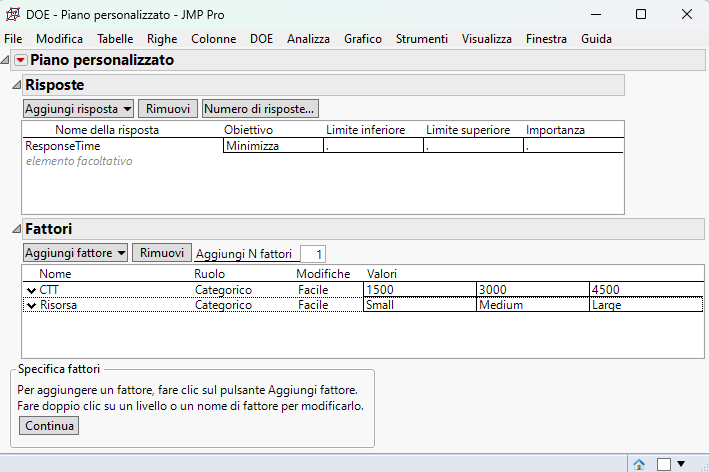 DOE - Piano personalizzato - JMP Pro
File Modifica Tabelle Righe Colonne DOE Analizza Grafico Strumenti Visualizza Finestra Guida
Piano personalizzato
Risposte
Aggiungi risposta Rimuovi Numero di risposte...
Nome della risposta Obiettivo Limite inferiore Limite superiore Importanza
ResponseTime Minimizza . . .
elemento facoltativo
Fattori
Aggiungi fattore Rimuovi Aggiungi N fattori 1
Nome Ruolo Modifiche Valori
CTT Categorico Facile 1500 3000 4500
Risorsa Categorico Facile Small Medium Large
Specifica fattori
Per aggiungere un fattore, fare clic sul pulsante Aggiungi fattore.
Fare doppio clic su un livello o un nome di fattore per modificarlo.
Continua